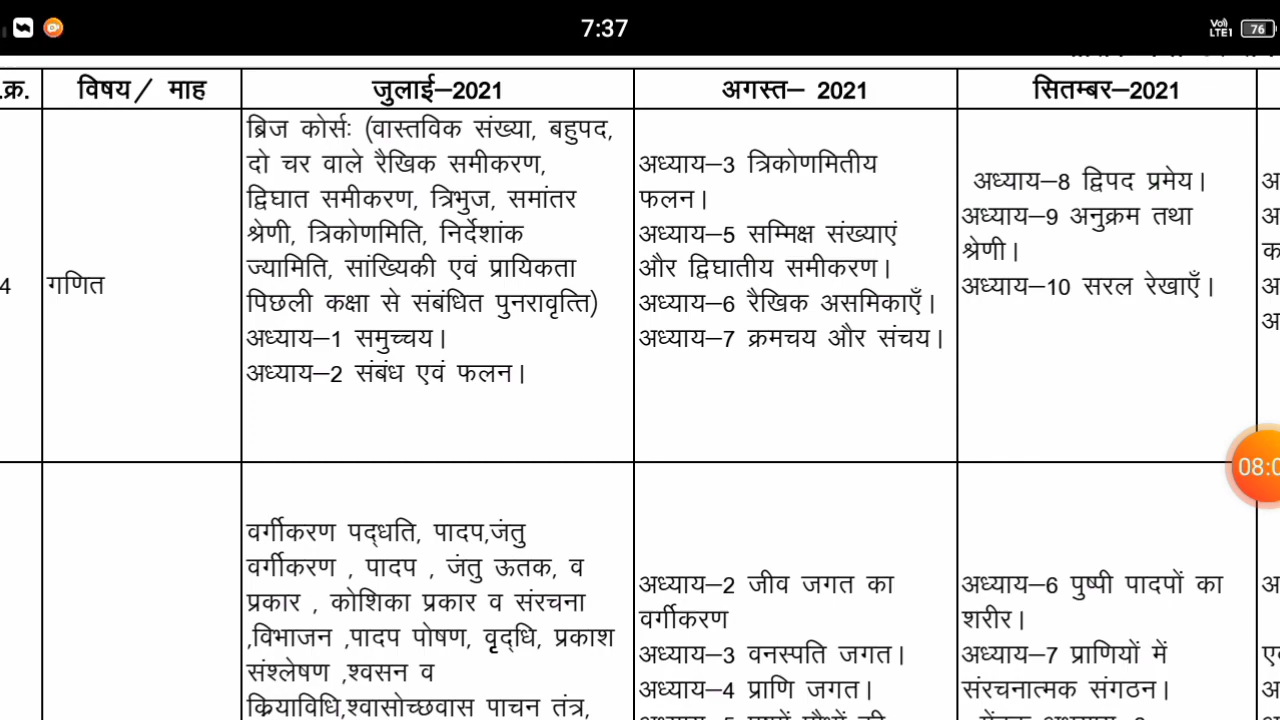 7:37
Vol)
LTE1
76
.क्र.
विषय / माह
जुलाई–2021
अगस्त– 2021
सितम्बर–2021
4
गणित
ब्रिज कोर्सः (वास्तविक संख्या, बहुपद,
दो चर वाले रैखिक समीकरण,
द्विघात समीकरण, त्रिभुज, समांतर
श्रेणी, त्रिकोणमिति, निर्देशांक
ज्यामिति, सांख्यिकी एवं प्रायिकता
पिछली कक्षा से संबंधित पुनरावृत्ति)
अध्याय–1 समुच्चय।
अध्याय–2 संबंध एवं फलन।
अध्याय–3 त्रिकोणमितीय
फलन।
अध्याय–5 सम्मिक्ष संख्याएं
और द्विघातीय समीकरण।
अध्याय–6 रैखिक असमिकाएँ।
अध्याय–7 क्रमचय और संचय।
अध्याय–8 द्विपद प्रमेय।
अध्याय–9 अनुक्रम तथा
श्रेणी।
अध्याय–10 सरल रेखाएँ।
08:0
वर्गीकरण पद्धति, पादप,जंतु
वर्गीकरण , पादप , जंतु ऊतक, व
प्रकार , कोशिका प्रकार व संरचना
,विभाजन ,पादप पोषण, वृद्धि, प्रकाश
संश्लेषण ,श्वसन व
क्रियाविधि,श्वासोच्छवास पाचन तंत्र,
अध्याय–2 जीव जगत का
वर्गीकरण
अध्याय–3 वनस्पति जगत।
अध्याय–4 प्राणि जगत।
अध्याय–6 पुष्पी पादपों का
शरीर।
अध्याय–7 प्राणियों में
संरचनात्मक संगठन।